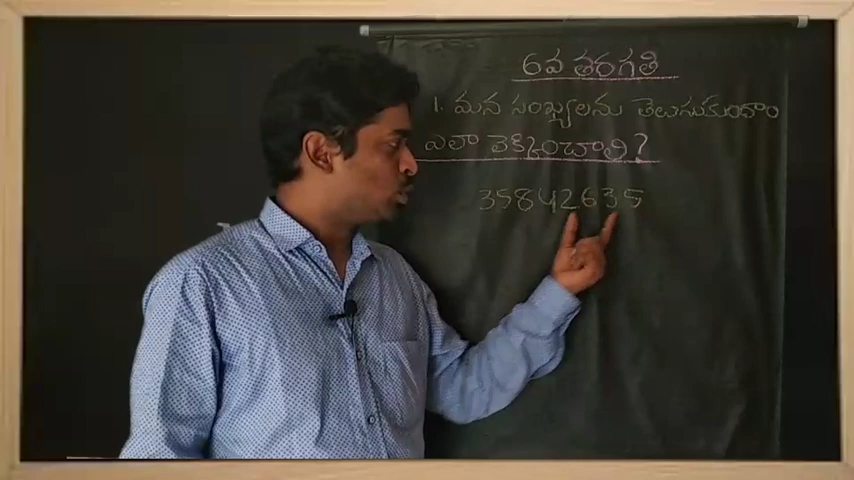 6వ తరగతి
1. మన సంఖ్యలను తెలుసుకుందాం
ఎలా లెక్కించాలి?
35842635